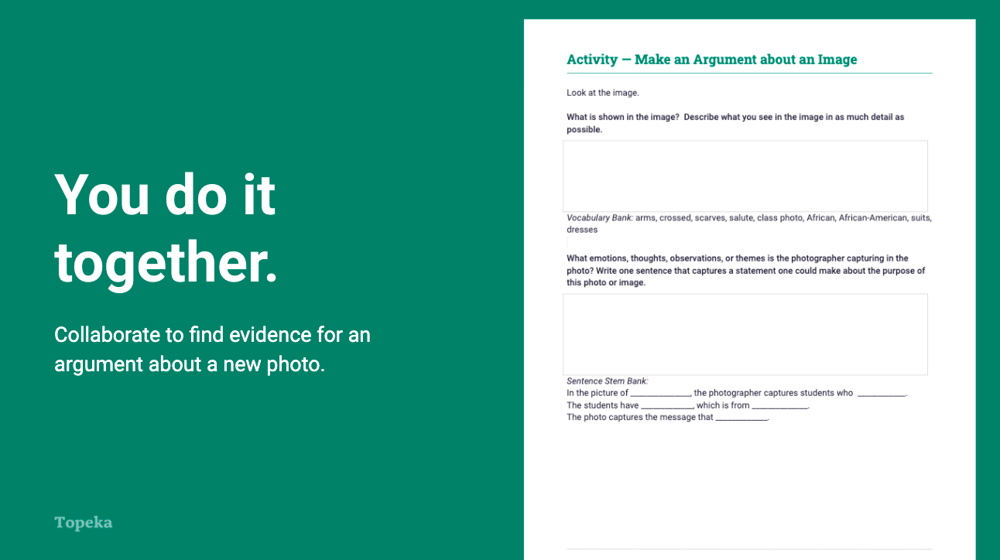 You do it
together.
Collaborate to find evidence for an
argument about a new photo.
Topeka
Activity — Make an Argument about an Image
Look at the image.
What is shown in the image?  Describe what you see in the image in as much detail as
possible.
Vocabulary Bank: arms, crossed, scarves, salute, class photo, African, African-American, suits,
dresses
What emotions, thoughts, observations, or themes is the photographer capturing in the
photo? Write one sentence that captures a statement one could make about the purpose of
this photo or image.
Sentence Stem Bank:
In the picture of ______________, the photographer captures students who  ___________.
The students have ____________, which is from _____________.
The photo captures the message that ____________.